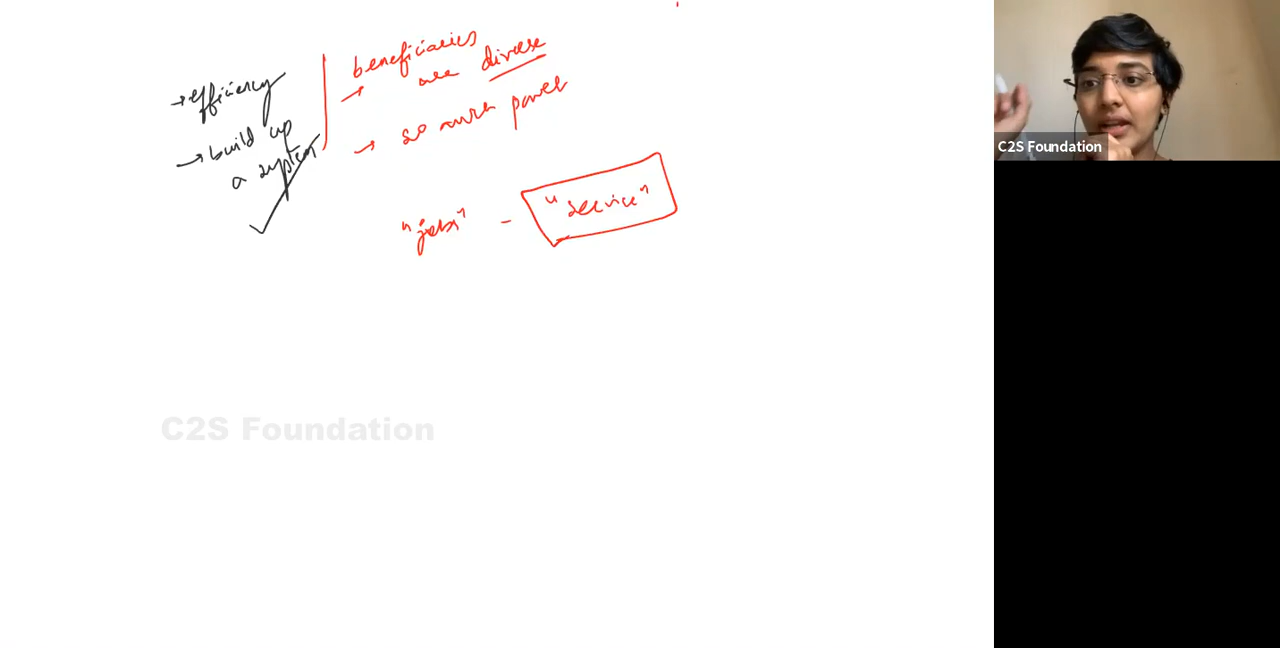 → efficiency
→ build up
a system
beneficiaries
→ are diverse
→ so much power
"jobs" - "service"
C2S Foundation
C2S Foundation